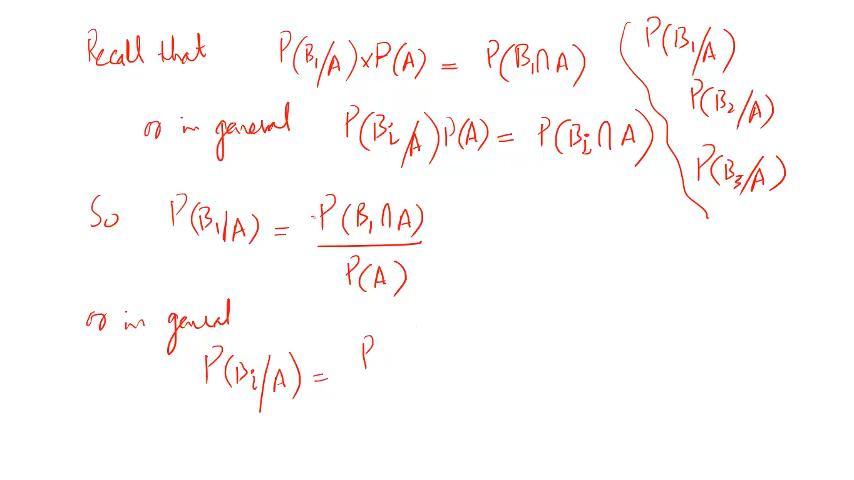 Recall that P(B₁/A) × P(A) = P(B₁∩A)
or in general P(Bi/A) P(A) = P(Bi∩A)
P(B₁/A)
P(B₂/A)
P(B₃/A)
So P(B₁/A) = P(B₁∩A) / P(A)
or in general
P(Bi/A) = P